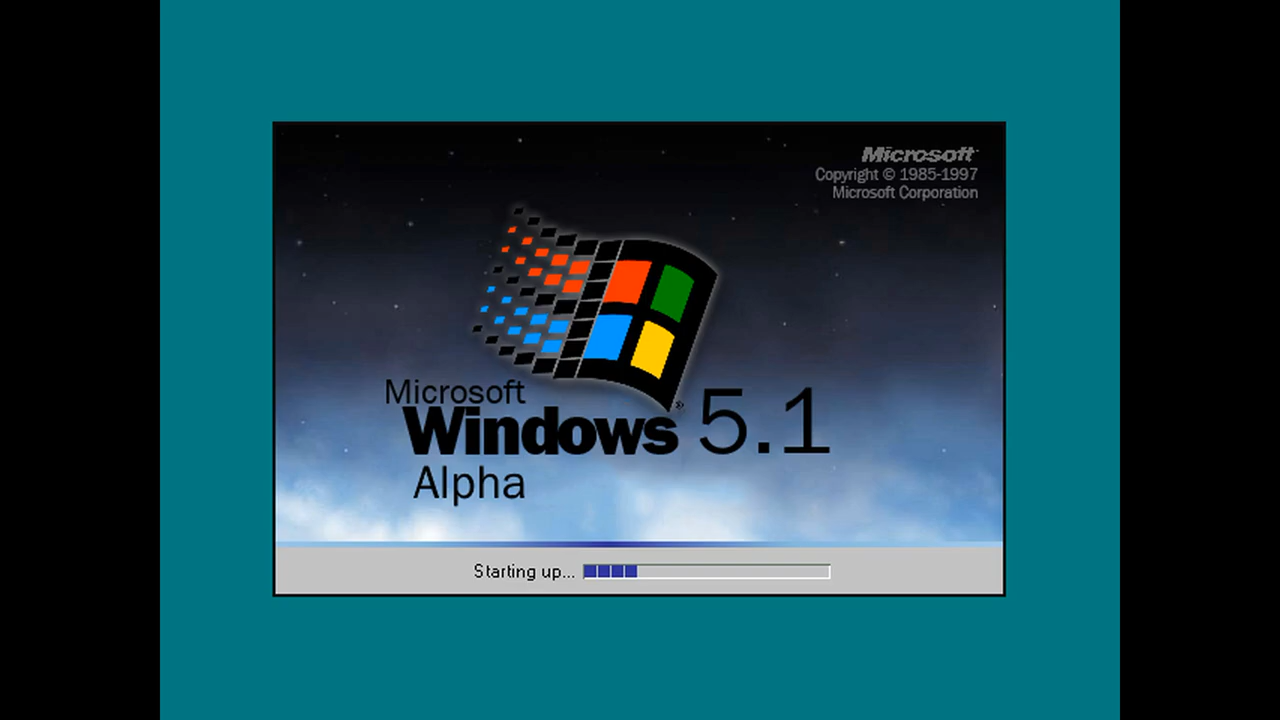 Microsoft
Copyright © 1985-1997
Microsoft Corporation
Microsoft
Windows® 5.1
Alpha
Starting up...